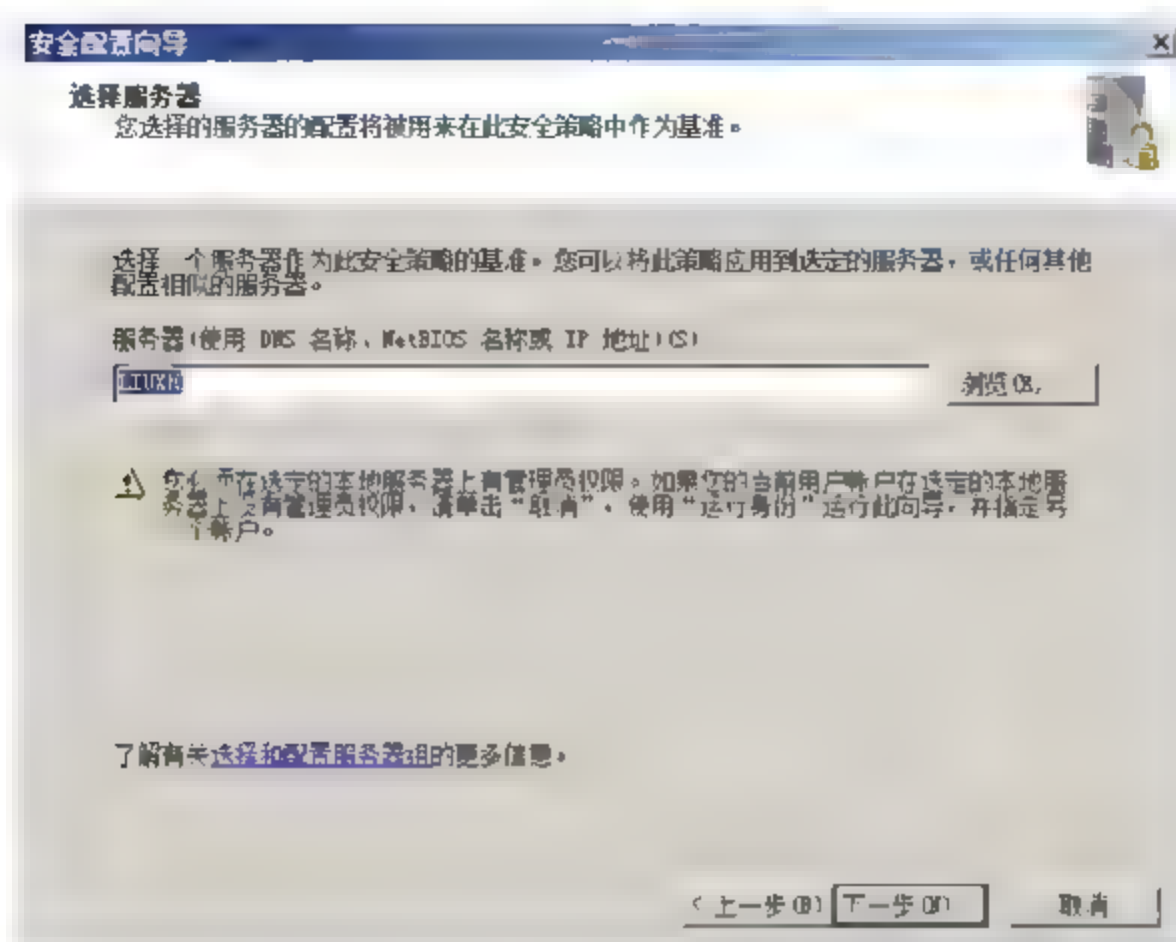 安全配置向导
选择服务器
您选择的服务器的配置将被用来在此安全策略中作为基准。
选择一个服务器作为此安全策略的基准。您可以将此策略应用到选定的服务器，或任何其他
配置相似的服务器。
服务器(使用 DNS 名称、NetBIOS 名称或 IP 地址)(S)
浏览(R)
您必须在选定的本地服务器上有管理员权限。如果您的当前用户帐户在选定的本地服
务器上没有管理员权限，请单击“取消”，使用“运行身份”运行此向导，并指定另
一个帐户。
了解有关选择和配置服务器组的更多信息。
< 上一步(B)
下一步(N)
取消